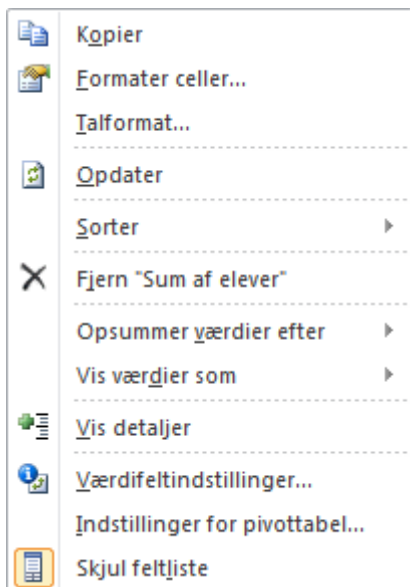 Kopier
Formater celler...
Talformat...
Opdater
Sorter
Fjern "Sum af elever"
Opsummer værdier efter
Vis værdier som
Vis detaljer
Værdifeltindstillinger...
Indstillinger for pivottabel...
Skjul feltliste